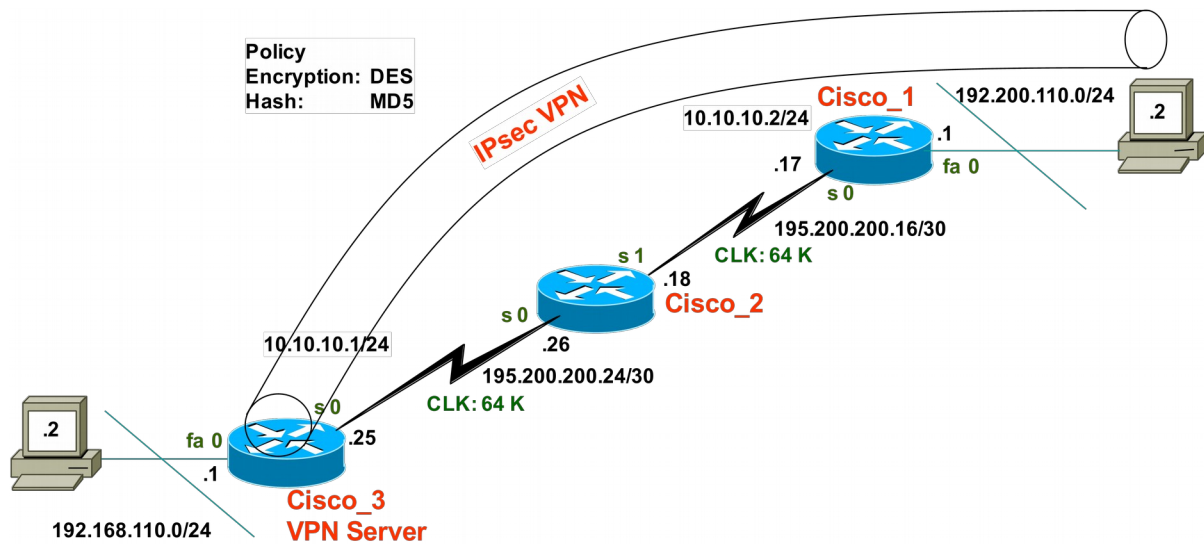 Policy
Encryption: DES
Hash: MD5
IPsec VPN
Cisco_1
192.200.110.0/24
10.10.10.2/24
.2
.1
.17
fa 0
s 0
195.200.200.16/30
CLK: 64 K
s 1
.18
Cisco_2
s 0
.26
10.10.10.1/24
195.200.200.24/30
CLK: 64 K
s 0
.2
fa 0
.25
.1
Cisco_3
VPN Server
192.168.110.0/24